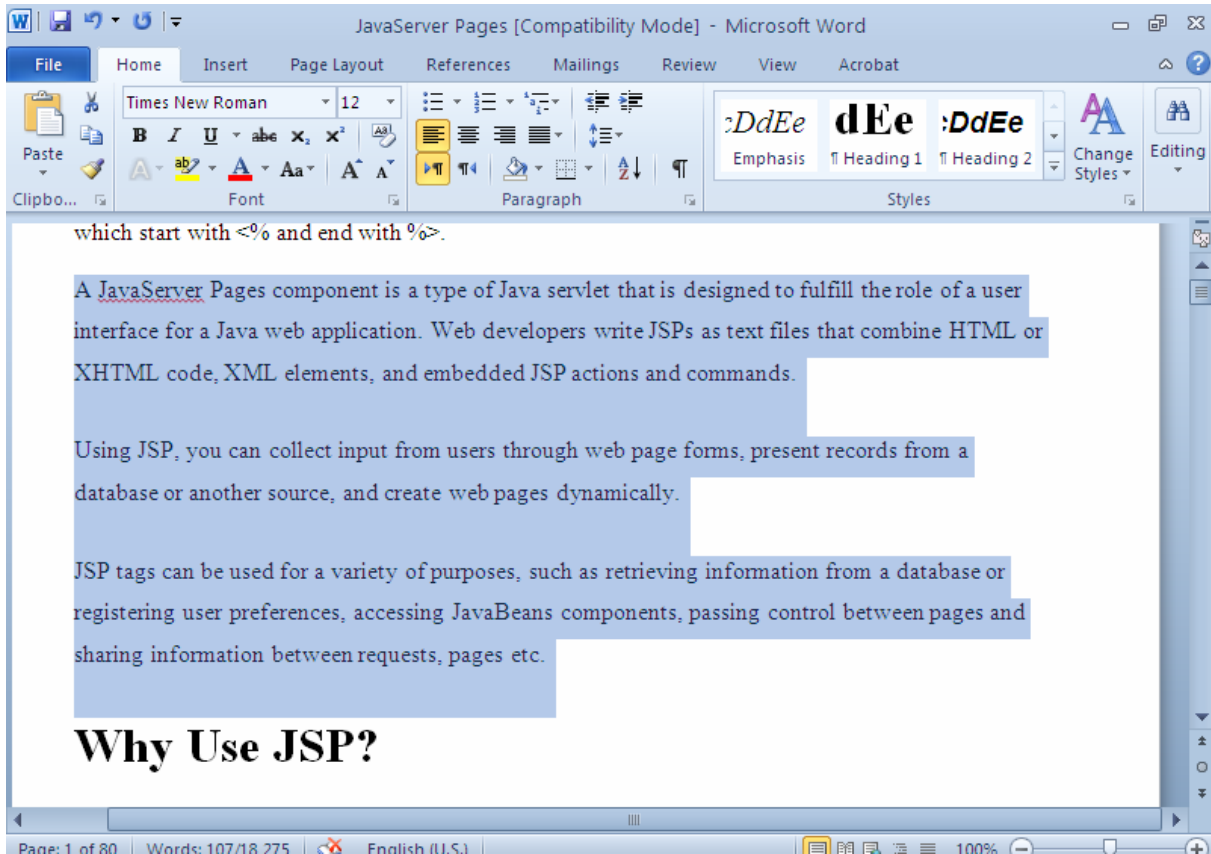 W
JavaServer Pages [Compatibility Mode] - Microsoft Word
File Home Insert Page Layout References Mailings Review View Acrobat
Times New Roman 12
Paste
B I U abe x₂ x² Aa A A
Emphasis ¶ Heading 1 ¶ Heading 2
Change Styles
Editing
Clipbo... Font Paragraph Styles
which start with <% and end with %>.
A JavaServer Pages component is a type of Java servlet that is designed to fulfill the role of a user
interface for a Java web application. Web developers write JSPs as text files that combine HTML or
XHTML code, XML elements, and embedded JSP actions and commands.
Using JSP, you can collect input from users through web page forms, present records from a
database or another source, and create web pages dynamically.
JSP tags can be used for a variety of purposes, such as retrieving information from a database or
registering user preferences, accessing JavaBeans components, passing control between pages and
sharing information between requests, pages etc.
Why Use JSP?
Page: 1 of 80 Words: 107/18,275 English (U.S.) 100%